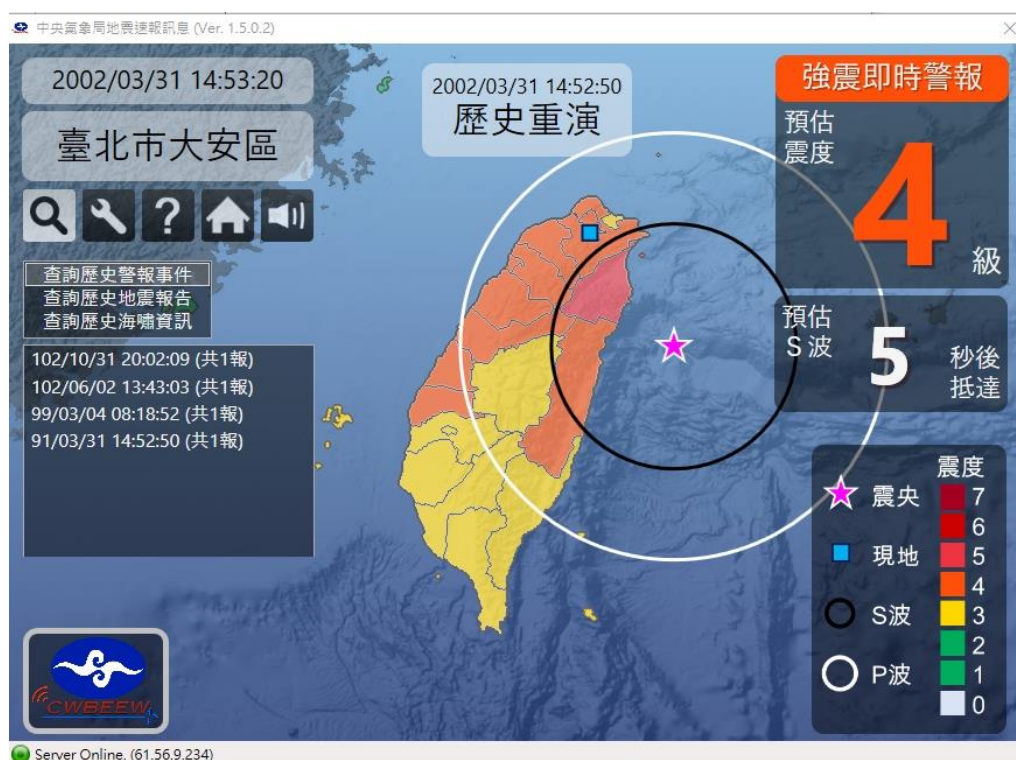 中央氣象局地震速報訊息 (Ver. 1.5.0.2)
2002/03/31 14:53:20
臺北市大安區
2002/03/31 14:52:50
歷史重演
強震即時警報
預估
震度
4
級
預估
S波
5
秒後
抵達
查詢歷史警報事件
查詢歷史地震報告
查詢歷史海嘯資訊
102/10/31 20:02:09 (共1報)
102/06/02 13:43:03 (共1報)
99/03/04 08:18:52 (共1報)
91/03/31 14:52:50 (共1報)
震度
震央
現地
S波
P波
7
6
5
4
3
2
1
0
CWBEEW
Server Online. (61.56.9.234)